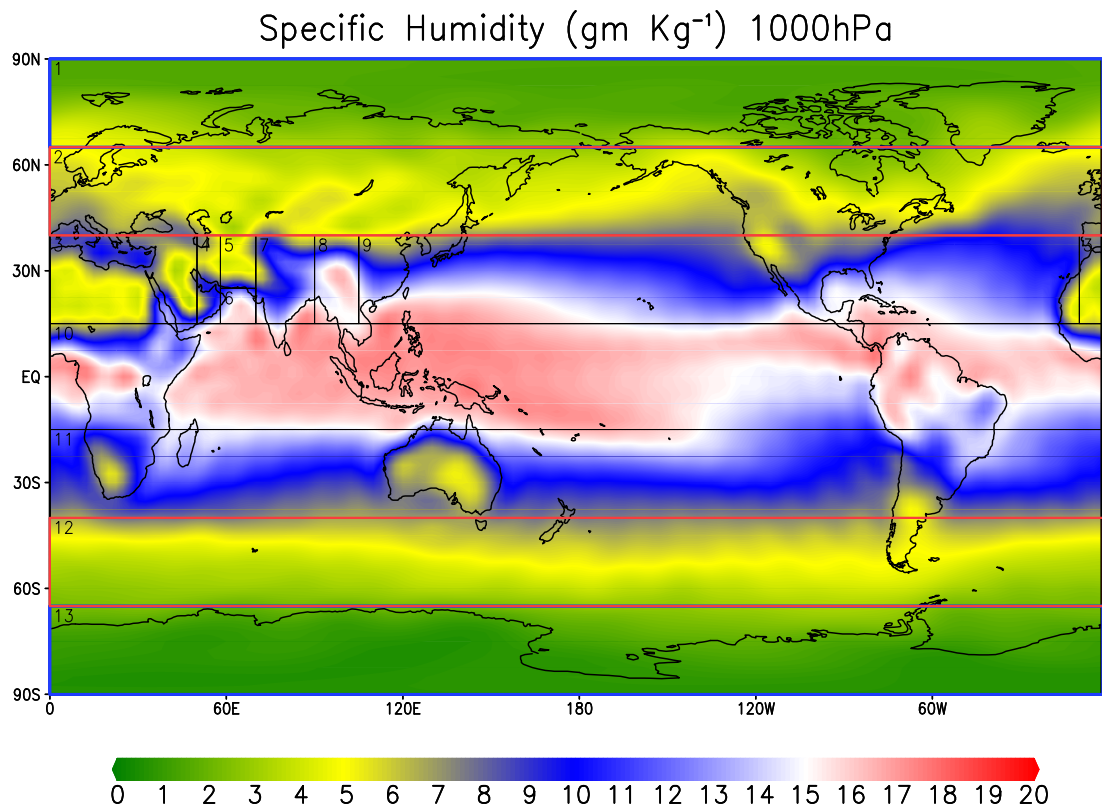 Specific Humidity (gm Kg⁻¹) 1000hPa
90N
1
2
60N
3 4 5 7 8 9 3
30N
6
10
EQ
11
30S
12
60S
13
90S
0 60E 120E 180 120W 60W
0 1 2 3 4 5 6 7 8 9 10 11 12 13 14 15 16 17 18 19 20